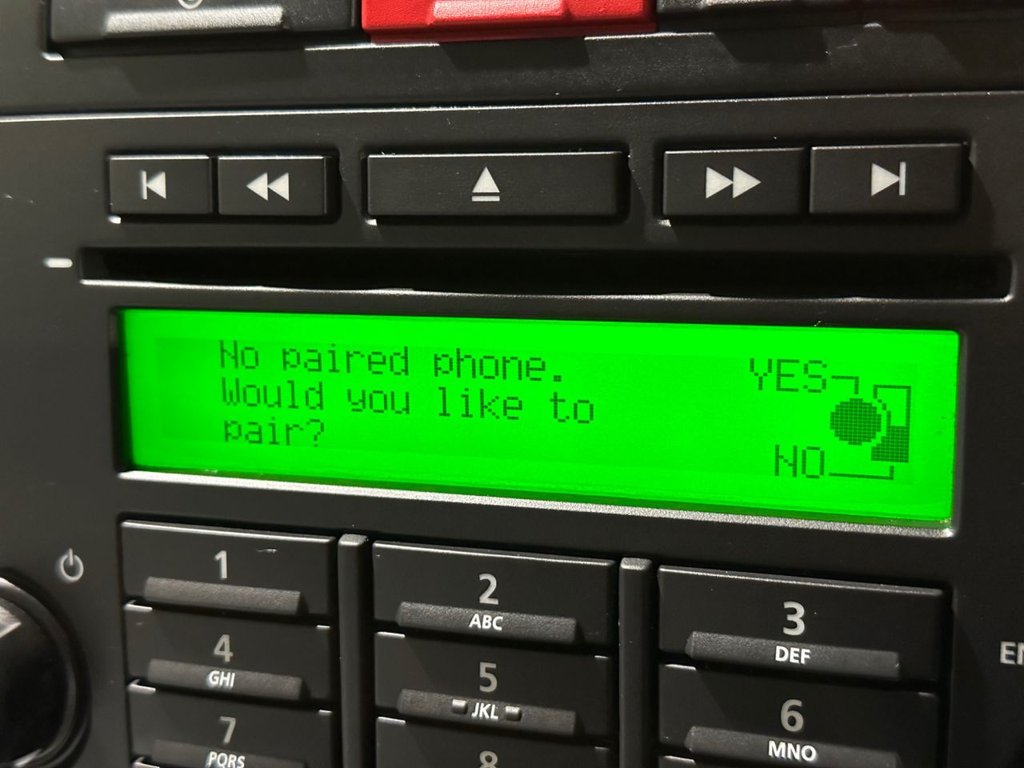 No paired phone.
Would you like to
pair?
YES
NO
1
2
ABC
3
DEF
4
GHI
5
JKL
6
MNO
7
PQRS
8